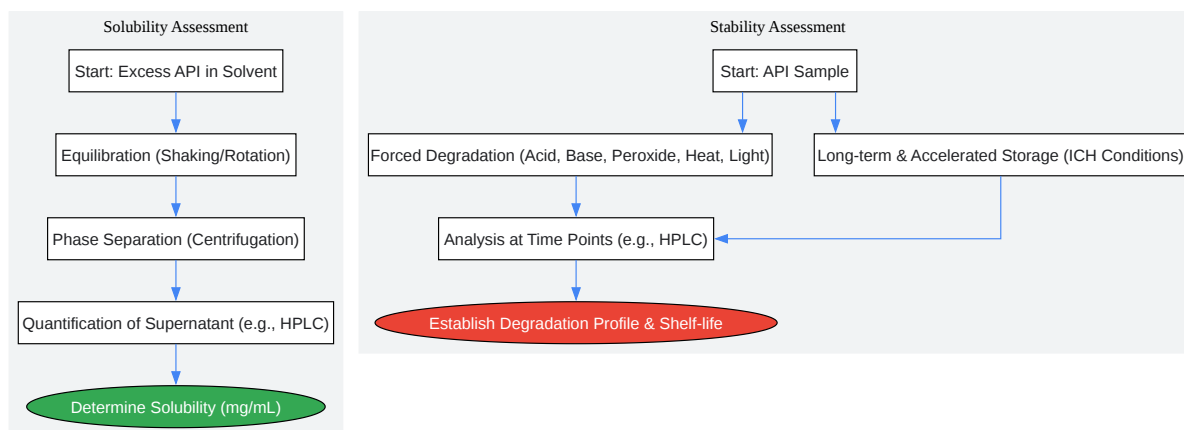 Solubility Assessment
Start: Excess API in Solvent
Equilibration (Shaking/Rotation)
Phase Separation (Centrifugation)
Quantification of Supernatant (e.g., HPLC)
Determine Solubility (mg/mL)
Stability Assessment
Start: API Sample
Forced Degradation (Acid, Base, Peroxide, Heat, Light)
Long-term & Accelerated Storage (ICH Conditions)
Analysis at Time Points (e.g., HPLC)
Establish Degradation Profile & Shelf-life